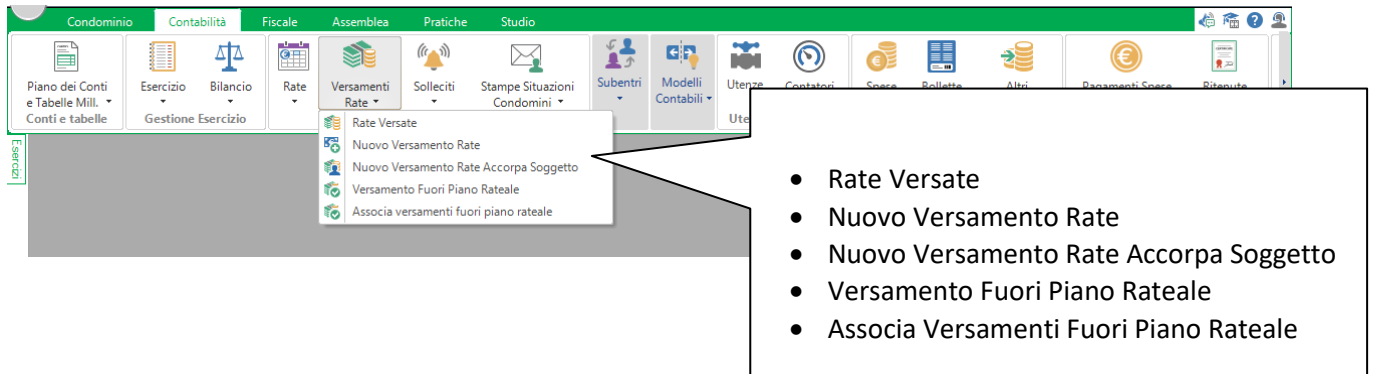 Condominio Contabilità Fiscale Assemblea Pratiche Studio
Piano dei Conti e Tabelle Mill.
Esercizio
Bilancio
Rate
Versamenti Rate
Solleciti
Stampe Situazioni Condomini
Subentri
Modelli Contabili
Utenze
Contatori
Spese
Bollette
Altri
Pagamenti Spese
Ritenute
Conti e tabelle
Gestione Esercizio
Ute
Esercizi
Rate Versate
Nuovo Versamento Rate
Nuovo Versamento Rate Accorpa Soggetto
Versamento Fuori Piano Rateale
Associa versamenti fuori piano rateale
• Rate Versate
• Nuovo Versamento Rate
• Nuovo Versamento Rate Accorpa Soggetto
• Versamento Fuori Piano Rateale
• Associa Versamenti Fuori Piano Rateale